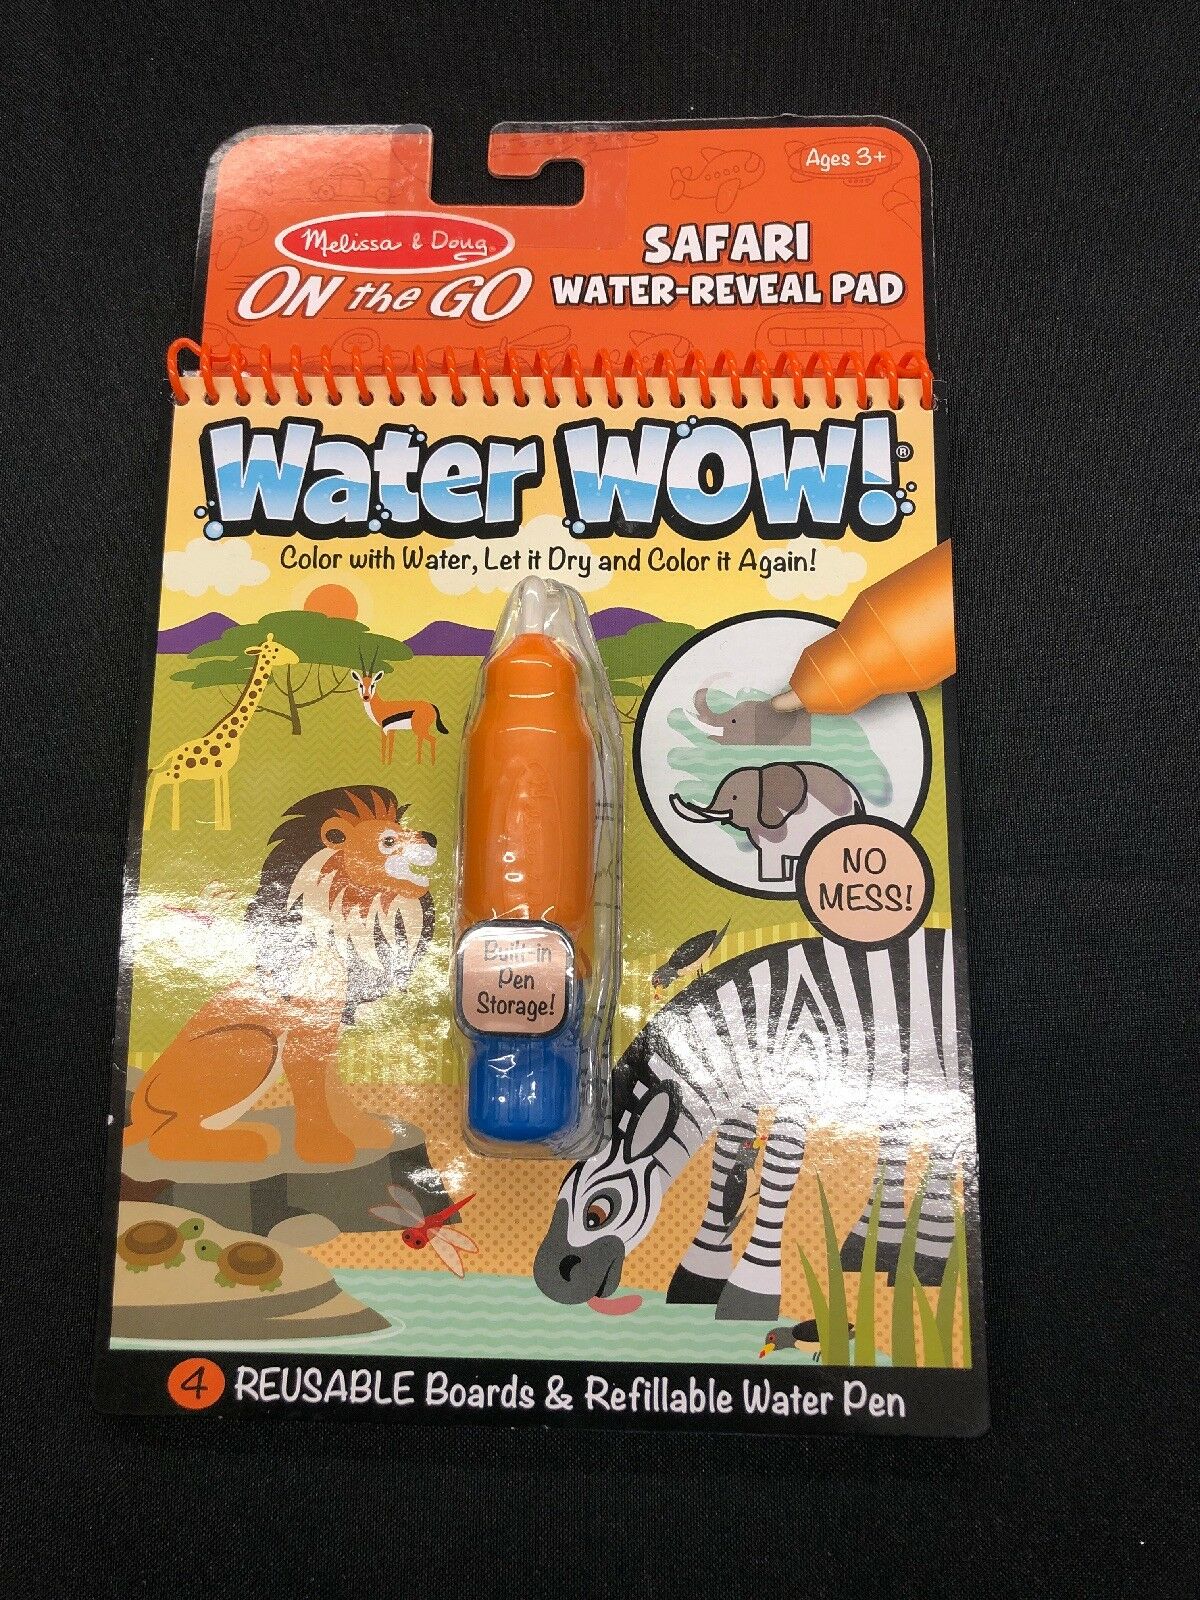 Ages 3+
Melissa & Doug
ON the GO
SAFARI
WATER-REVEAL PAD
Water WOW!®
Color with Water, Let it Dry and Color it Again!
NO
MESS!
Built-in
Pen
Storage!
4 REUSABLE Boards & Refillable Water Pen